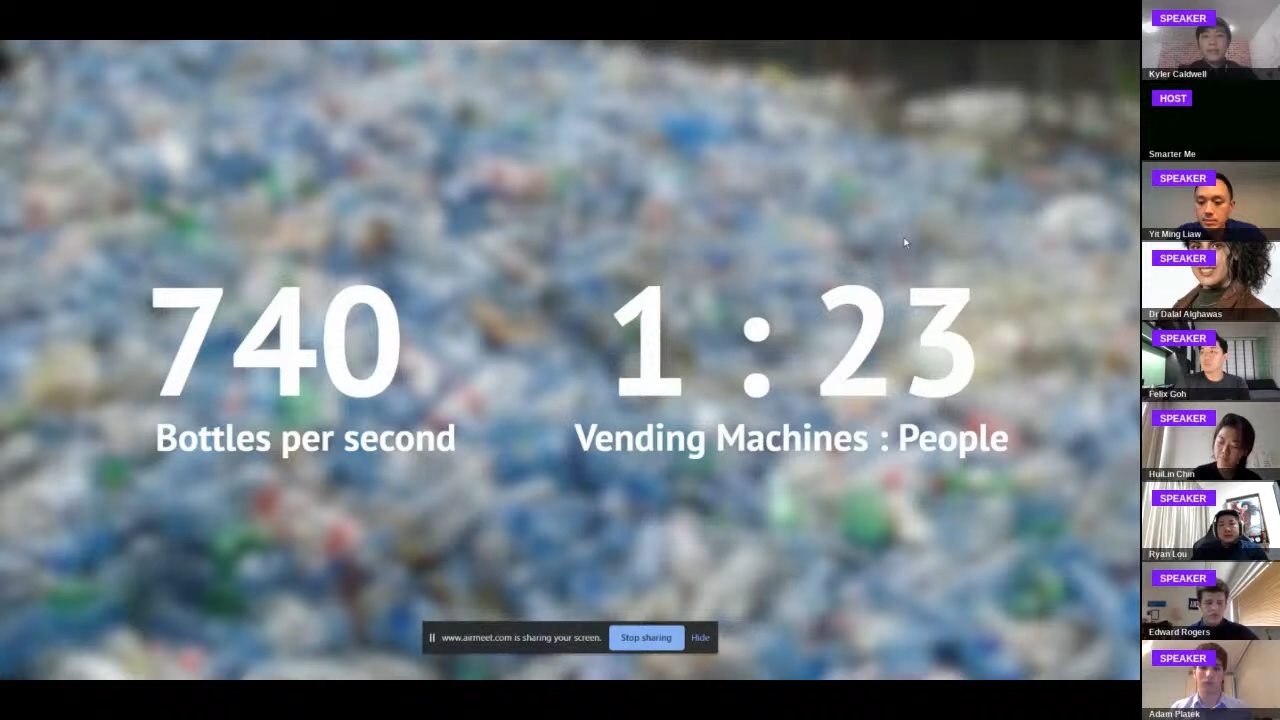 740
Bottles per second
1 : 23
Vending Machines : People
www.airmeet.com is sharing your screen.
Stop sharing
Hide
SPEAKER
Kyler Caldwell
HOST
Smarter Me
SPEAKER
Yit Ming Liaw
SPEAKER
Dr Dalal Alghawas
SPEAKER
Felix Goh
SPEAKER
HuiLin Chin
SPEAKER
Ryan Lou
SPEAKER
Edward Rogers
SPEAKER
Adam Platek